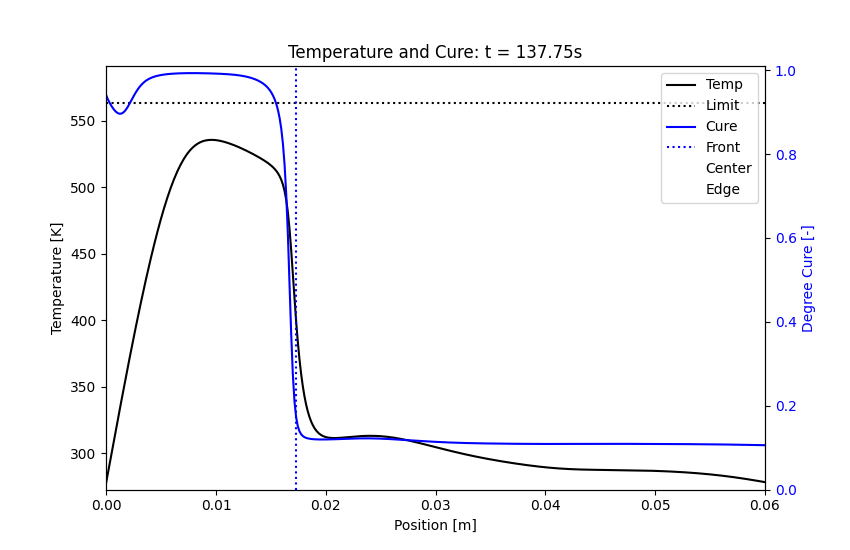 Temperature and Cure: t = 137.75s
Temp
Limit
Cure
Front
Center
Edge
550
500
450
400
350
300
Temperature [K]
1.0
0.8
0.6
0.4
0.2
0.0
Degree Cure [-]
0.00 0.01 0.02 0.03 0.04 0.05 0.06
Position [m]